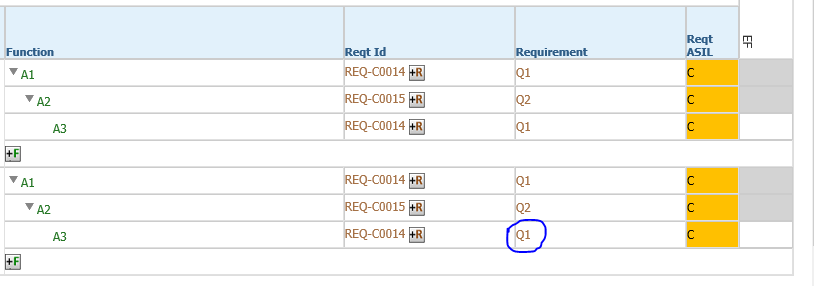 Function Reqt Id Requirement Reqt ASIL EF
A1 REQ-C0014 +R Q1 C
A2 REQ-C0015 +R Q2 C
A3 REQ-C0014 +R Q1 C
+F
A1 REQ-C0014 +R Q1 C
A2 REQ-C0015 +R Q2 C
A3 REQ-C0014 +R Q1 C
+F